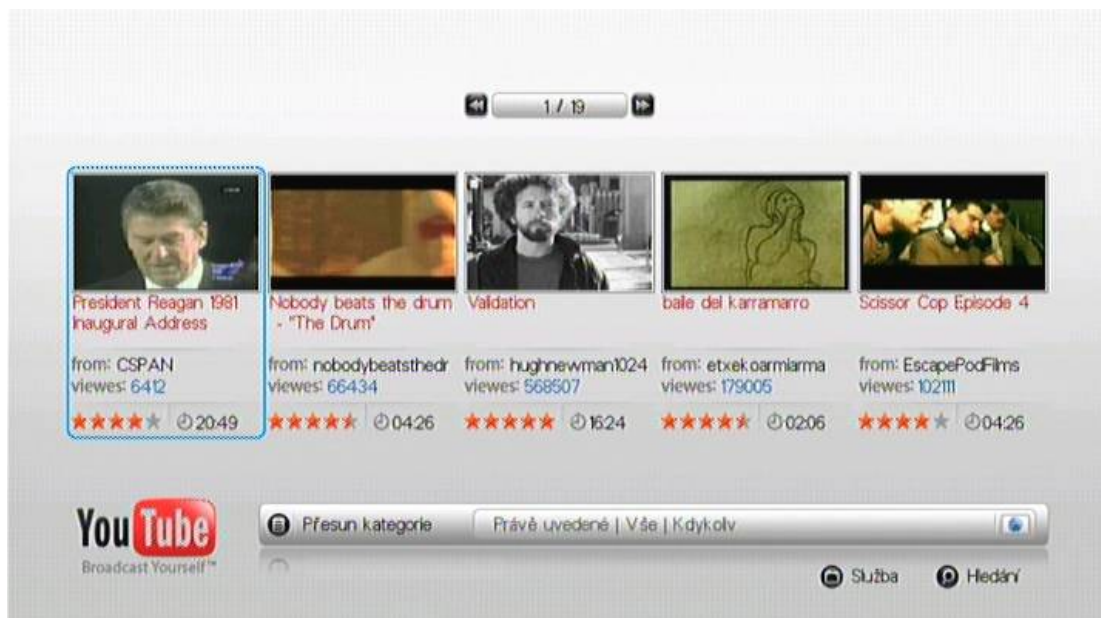 1 / 19
President Reagan 1981
Inaugural Address
from: CSPAN
viewes: 6412
20:49
Nobody beats the drum
- "The Drum"
from: nobodybeatsthedr
viewes: 66434
04:26
Validation
from: hughnewman1024
viewes: 568507
16:24
baile del karramarro
from: etxekoarmiarma
viewes: 179005
02:06
Scissor Cop Episode 4
from: EscapePodFilms
viewes: 102111
04:26
YouTube
Broadcast Yourself™
Přesun kategorie
Právě uvedené | Vše | Kdykolv
Služba
Hledání